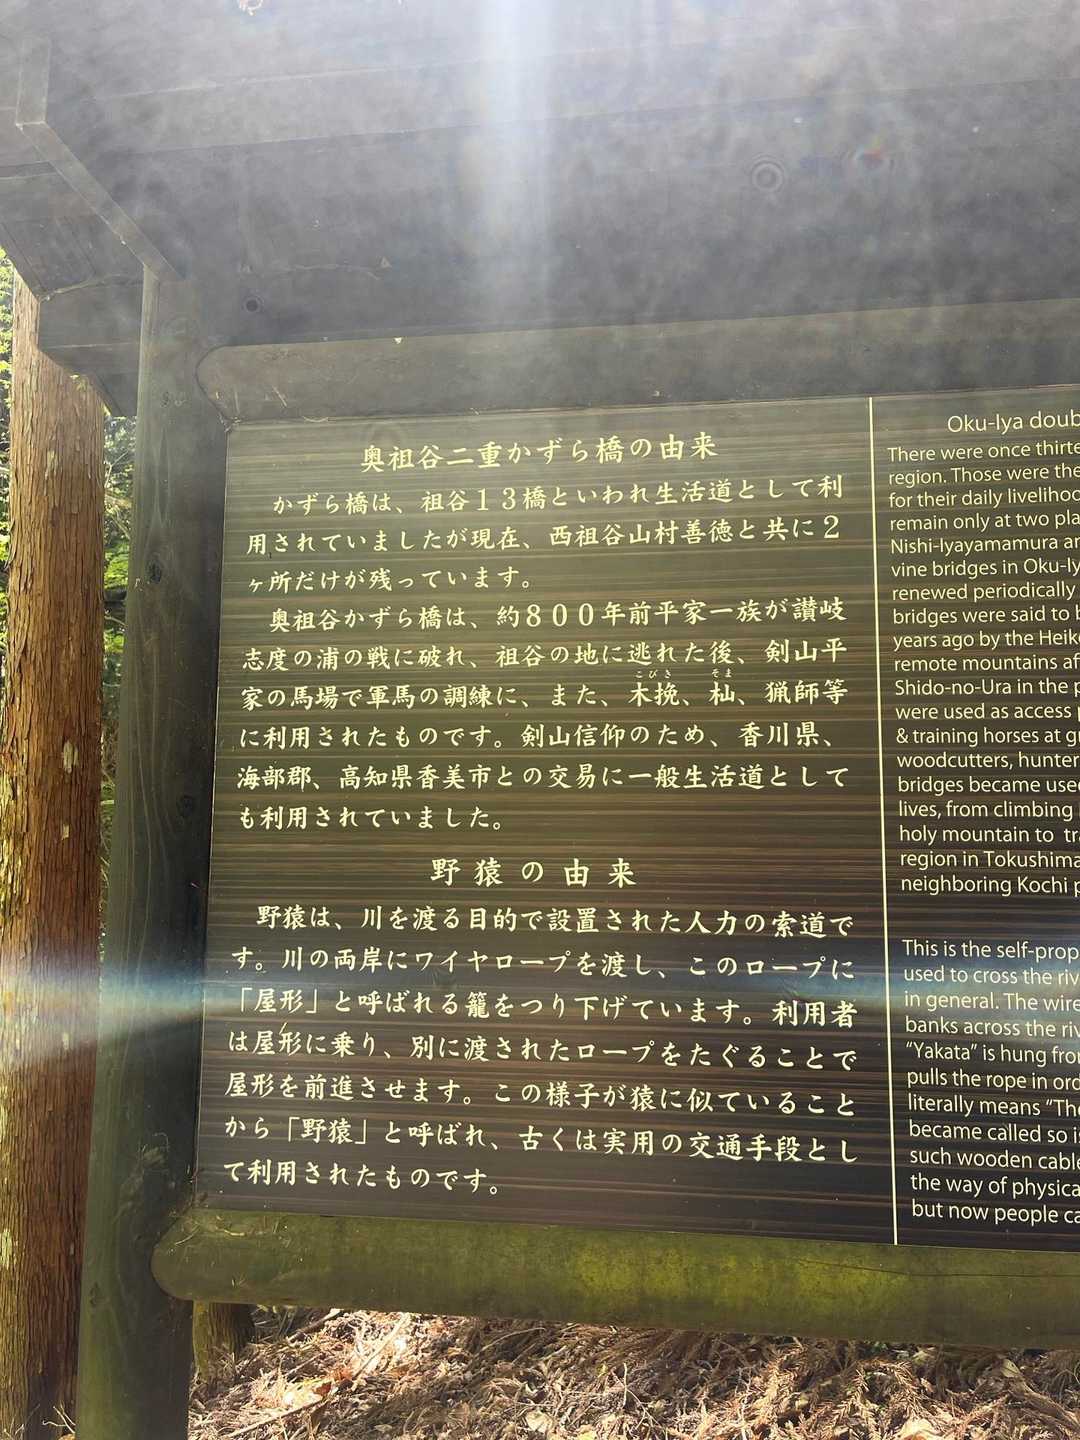 奥祖谷二重かずら橋の由来
かずら橋は、祖谷１３橋といわれ生活道として利
用されていましたが現在、西祖谷山村善徳と共に２
ヶ所だけが残っています。
奥祖谷かずら橋は、約８００年前平家一族が讃岐
志度の浦の戦に破れ、祖谷の地に逃れた後、剣山平
こびき そま
家の馬場で軍馬の調練に、また、木挽、杣、猟師等
に利用されたものです。剣山信仰のため、香川県、
海部郡、高知県香美市との交易に一般生活道として
も利用されていました。
野猿の由来
野猿は、川を渡る目的で設置された人力の索道で
す。川の両岸にワイヤロープを渡し、このロープに
「屋形」と呼ばれる籠をつり下げています。利用者
は屋形に乗り、別に渡されたロープをたぐることで
屋形を前進させます。この様子が猿に似ていること
から「野猿」と呼ばれ、古くは実用の交通手段とし
て利用されたものです。
Oku-Iya doub
There were once thirte
region. Those were the
for their daily livelihoo
remain only at two pla
Nishi-Iyayamamura an
vine bridges in Oku-Iy
renewed periodically
bridges were said to b
years ago by the Heike
remote mountains af
Shido-no-Ura in the p
were used as access p
& training horses at gr
woodcutters, hunter
bridges became used
lives, from climbing
holy mountain to tra
region in Tokushima
neighboring Kochi p
This is the self-prop
used to cross the riv
in general. The wire
banks across the riv
“Yakata” is hung from
pulls the rope in ord
literally means “The
became called so i
such wooden cable
the way of physica
but now people ca